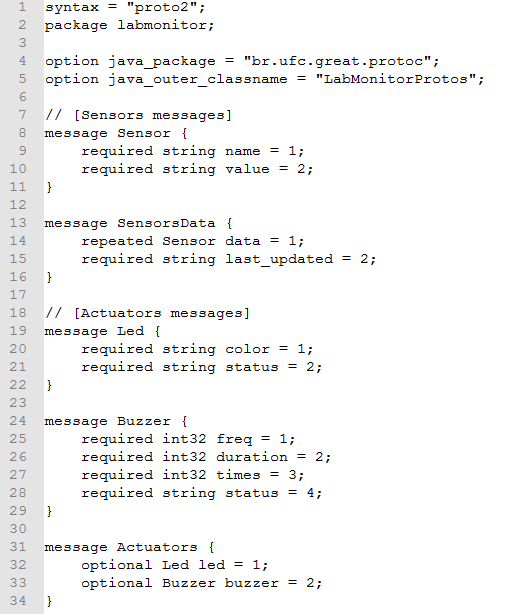 1 syntax = "proto2";
2 package labmonitor;
3
4 option java_package = "br.ufc.great.protoc";
5 option java_outer_classname = "LabMonitorProtos";
6
7 // [Sensors messages]
8 message Sensor {
9     required string name = 1;
10     required string value = 2;
11 }
12
13 message SensorsData {
14     repeated Sensor data = 1;
15     required string last_updated = 2;
16 }
17
18 // [Actuators messages]
19 message Led {
20     required string color = 1;
21     required string status = 2;
22 }
23
24 message Buzzer {
25     required int32 freq = 1;
26     required int32 duration = 2;
27     required int32 times = 3;
28     required string status = 4;
29 }
30
31 message Actuators {
32     optional Led led = 1;
33     optional Buzzer buzzer = 2;
34 }